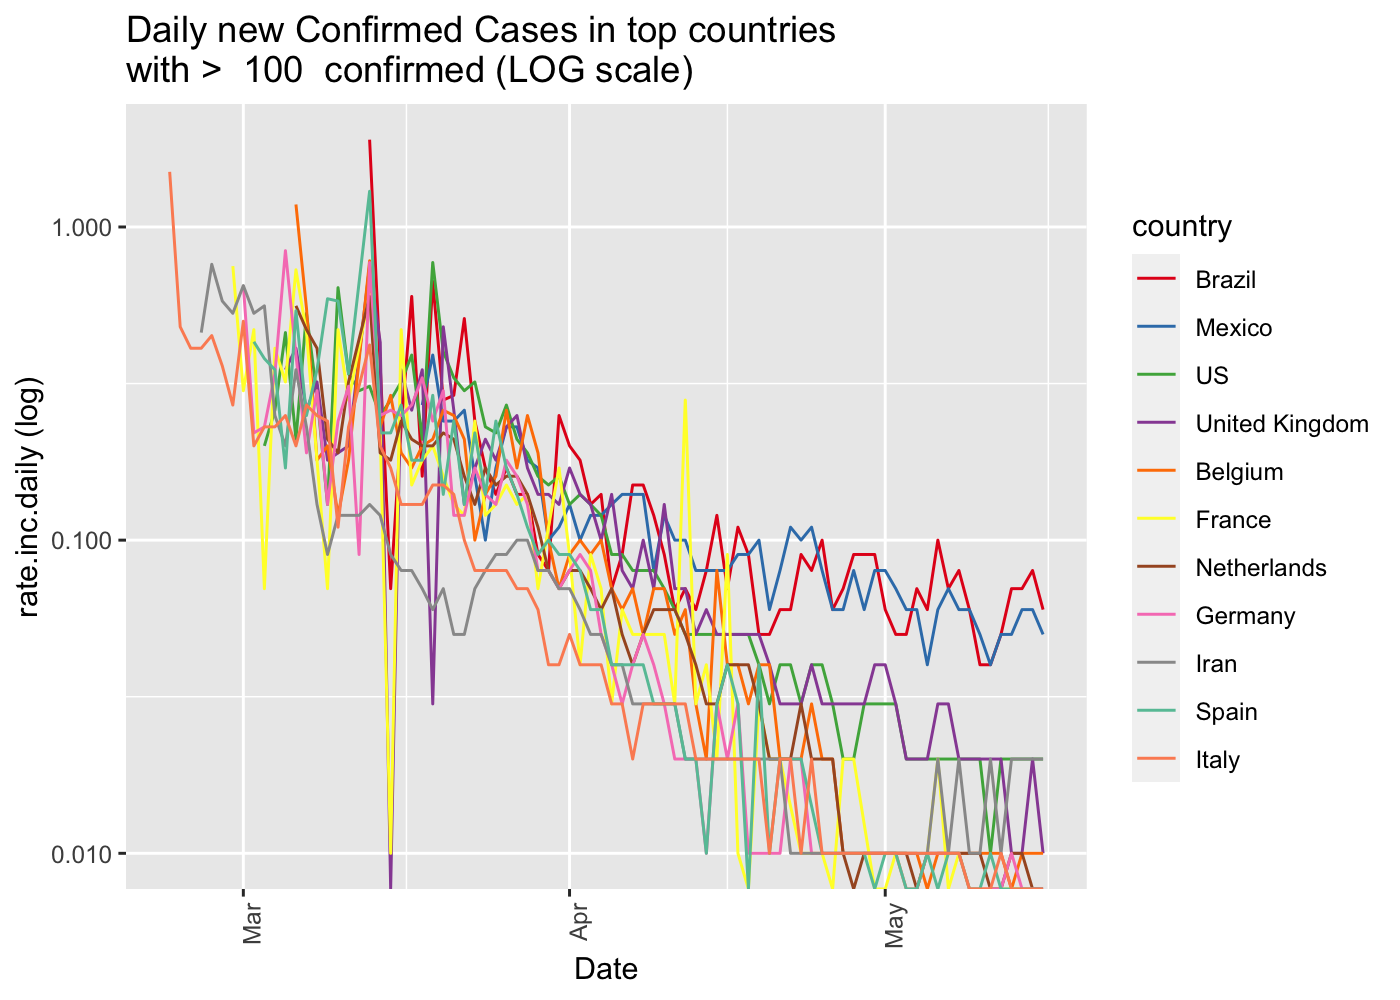 Daily new Confirmed Cases in top countries
with >  100  confirmed (LOG scale)
rate.inc.daily (log)
1.000
0.100
0.010
Mar
Apr
May
Date
country
Brazil
Mexico
US
United Kingdom
Belgium
France
Netherlands
Germany
Iran
Spain
Italy